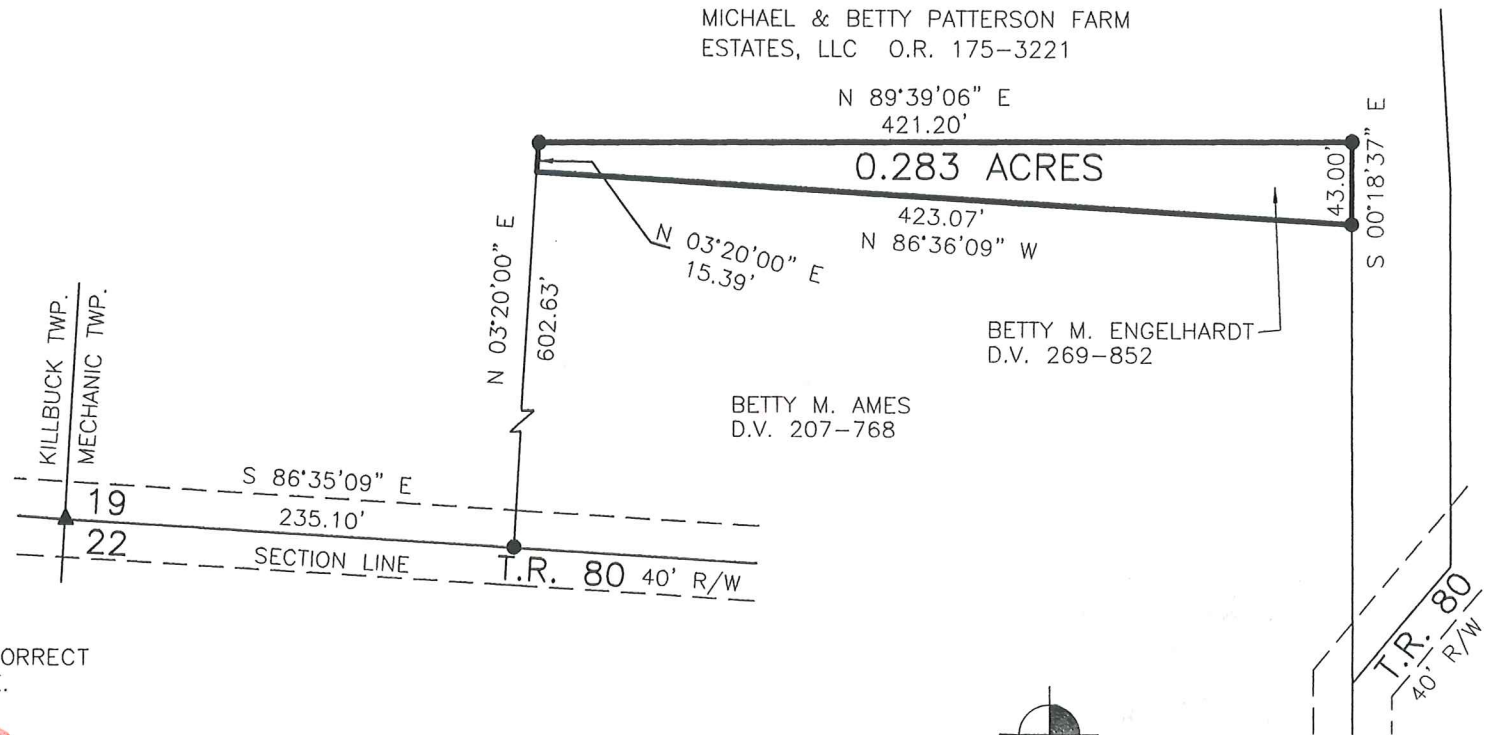 MICHAEL & BETTY PATTERSON FARM
ESTATES, LLC O.R. 175-3221
N 89°39'06" E
421.20'
0.283 ACRES
43.00'
S 00°18'37" E
423.07'
N 86°36'09" W
N 03°20'00" E
15.39'
N 03°20'00" E
602.63'
BETTY M. ENGELHARDT
D.V. 269-852
BETTY M. AMES
D.V. 207-768
KILLBUCK TWP.
MECHANIC TWP.
S 86°35'09" E
19
235.10'
22
SECTION LINE
T.R. 80 40' R/W
T.R. 80
40' R/W
ORRECT